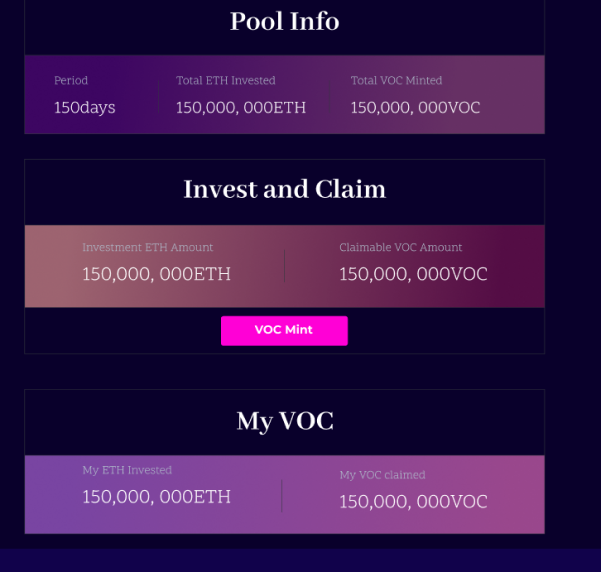 Pool Info
Period Total ETH Invested Total VOC Minted
150days 150,000, 000ETH 150,000, 000VOC
Invest and Claim
Investment ETH Amount Claimable VOC Amount
150,000, 000ETH 150,000, 000VOC
VOC Mint
My VOC
My ETH Invested My VOC claimed
150,000, 000ETH 150,000, 000VOC